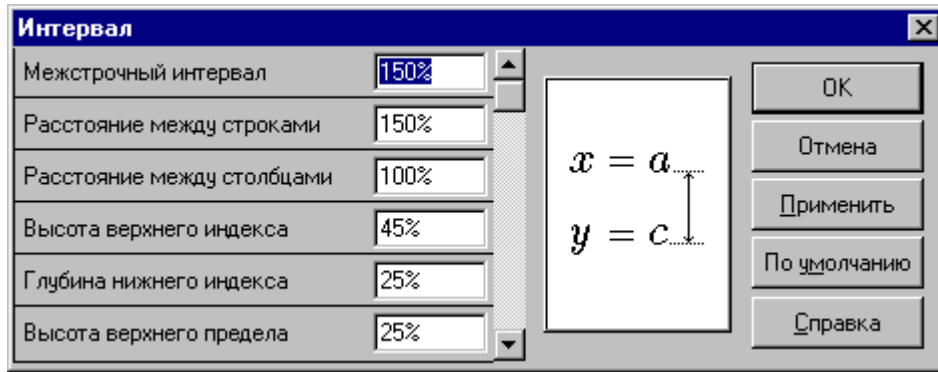 Интервал
Межстрочный интервал 150%
Расстояние между строками 150%
Расстояние между столбцами 100%
Высота верхнего индекса 45%
Глубина нижнего индекса 25%
Высота верхнего предела 25%
x = a
y = c
OK
Отмена
Применить
По умолчанию
Справка